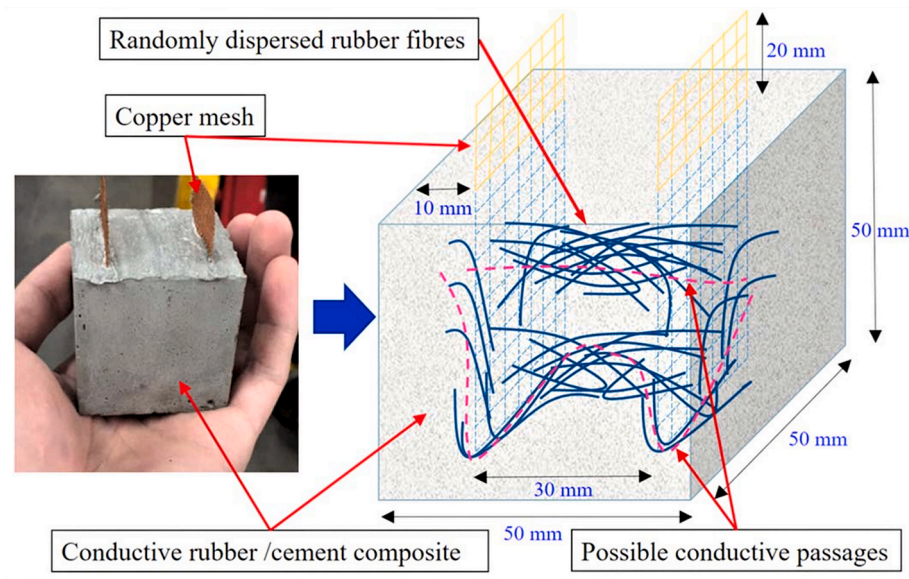 Randomly dispersed rubber fibres
20 mm
Copper mesh
10 mm
50 mm
50 mm
30 mm
50 mm
Conductive rubber /cement composite
Possible conductive passages